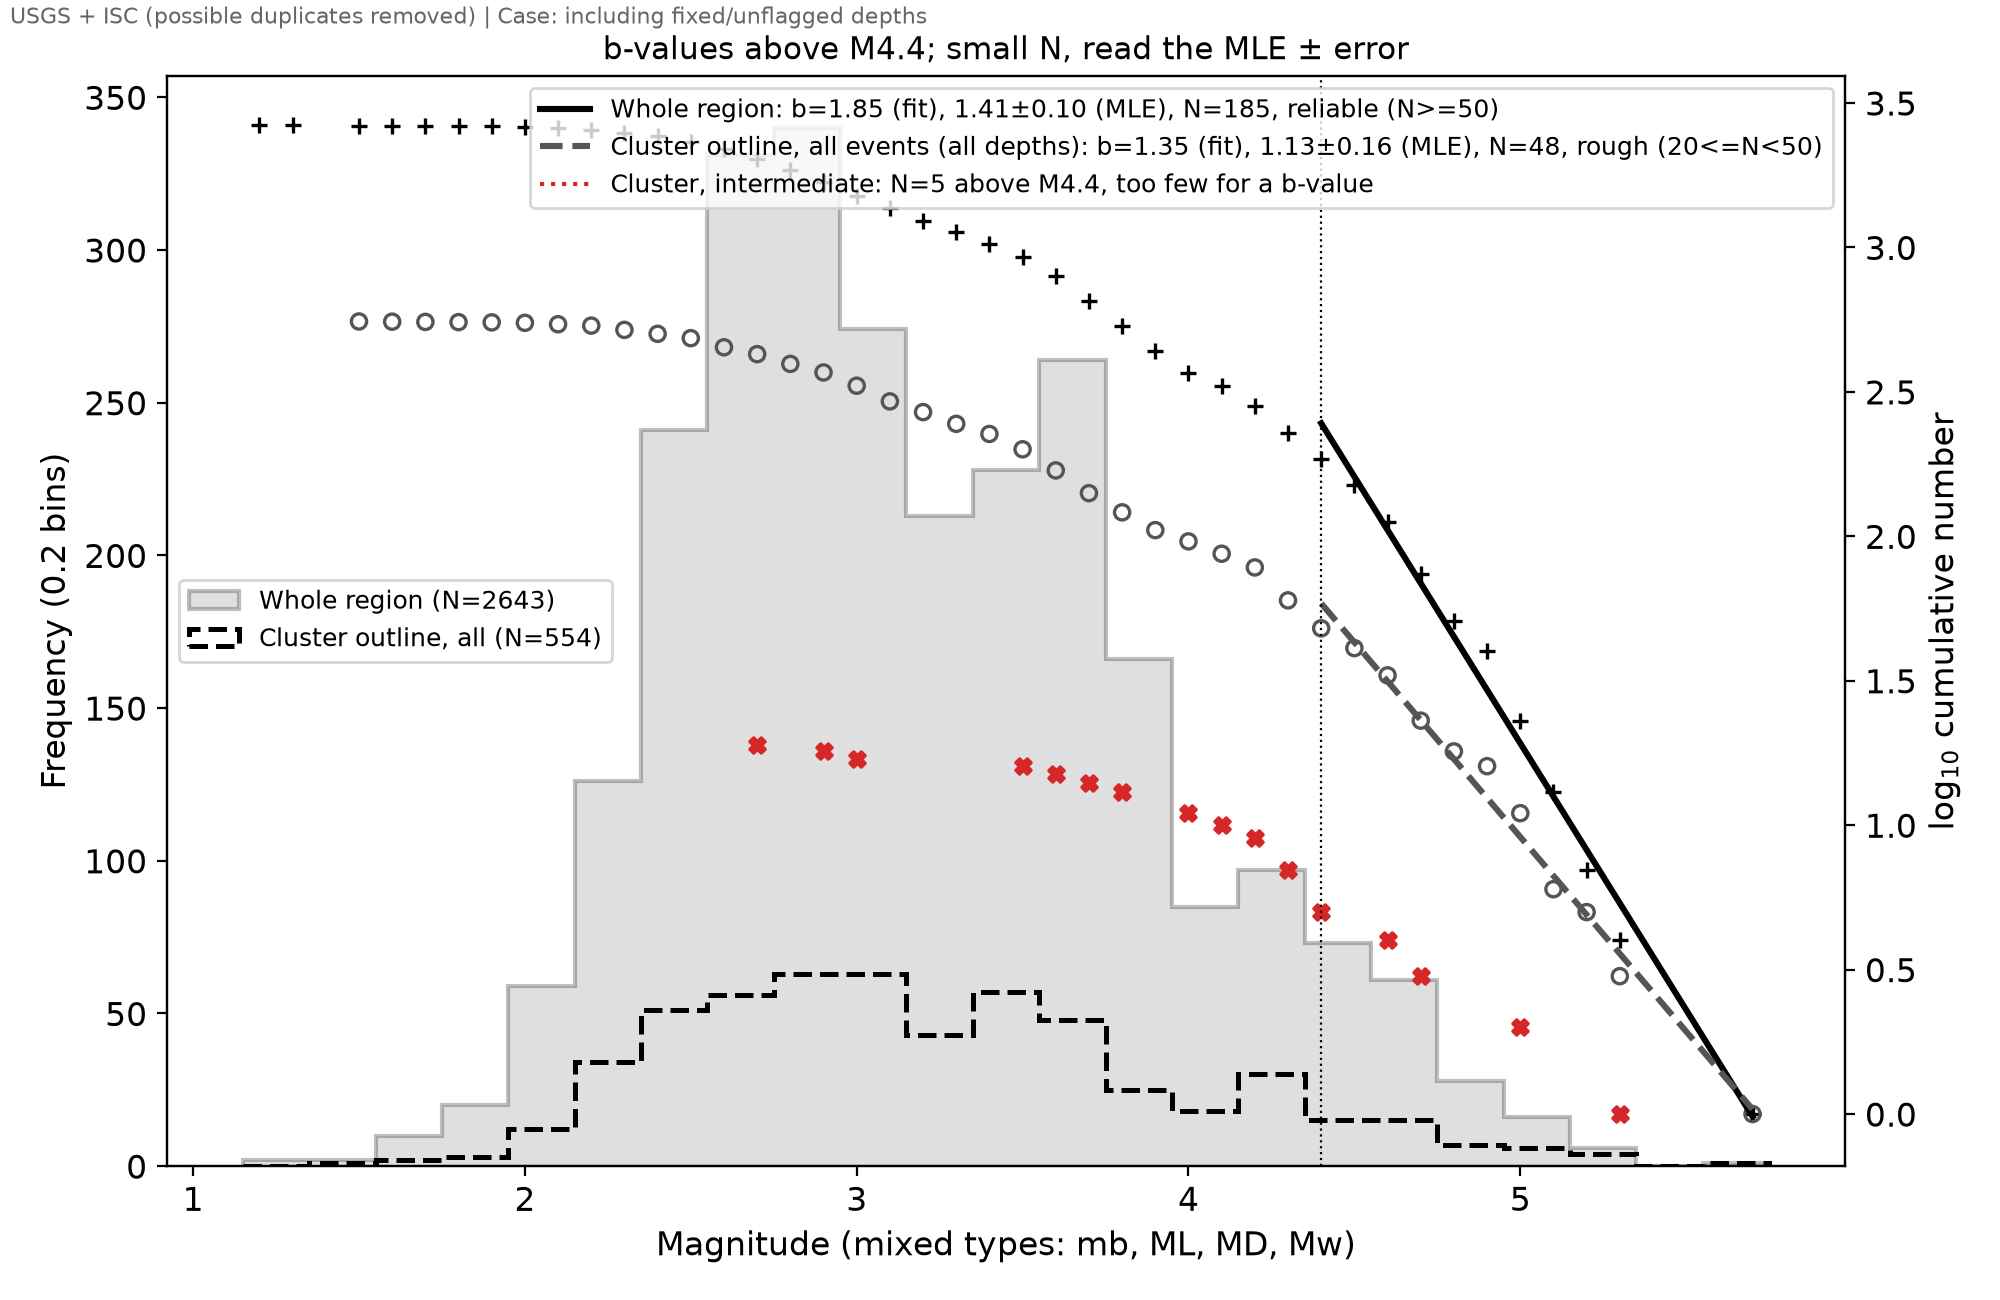 USGS + ISC (possible duplicates removed) | Case: including fixed/unflagged depths
b-values above M4.4; small N, read the MLE ± error
Whole region: b=1.85 (fit), 1.41±0.10 (MLE), N=185, reliable (N>=50)
Cluster outline, all events (all depths): b=1.35 (fit), 1.13±0.16 (MLE), N=48, rough (20<=N<50)
Cluster, intermediate: N=5 above M4.4, too few for a b-value
Whole region (N=2643)
Cluster outline, all (N=554)
Frequency (0.2 bins)
350
300
250
200
150
100
50
0
3.5
3.0
2.5
2.0
1.5
1.0
0.5
0.0
log₁₀ cumulative number
1 2 3 4 5
Magnitude (mixed types: mb, ML, MD, Mw)